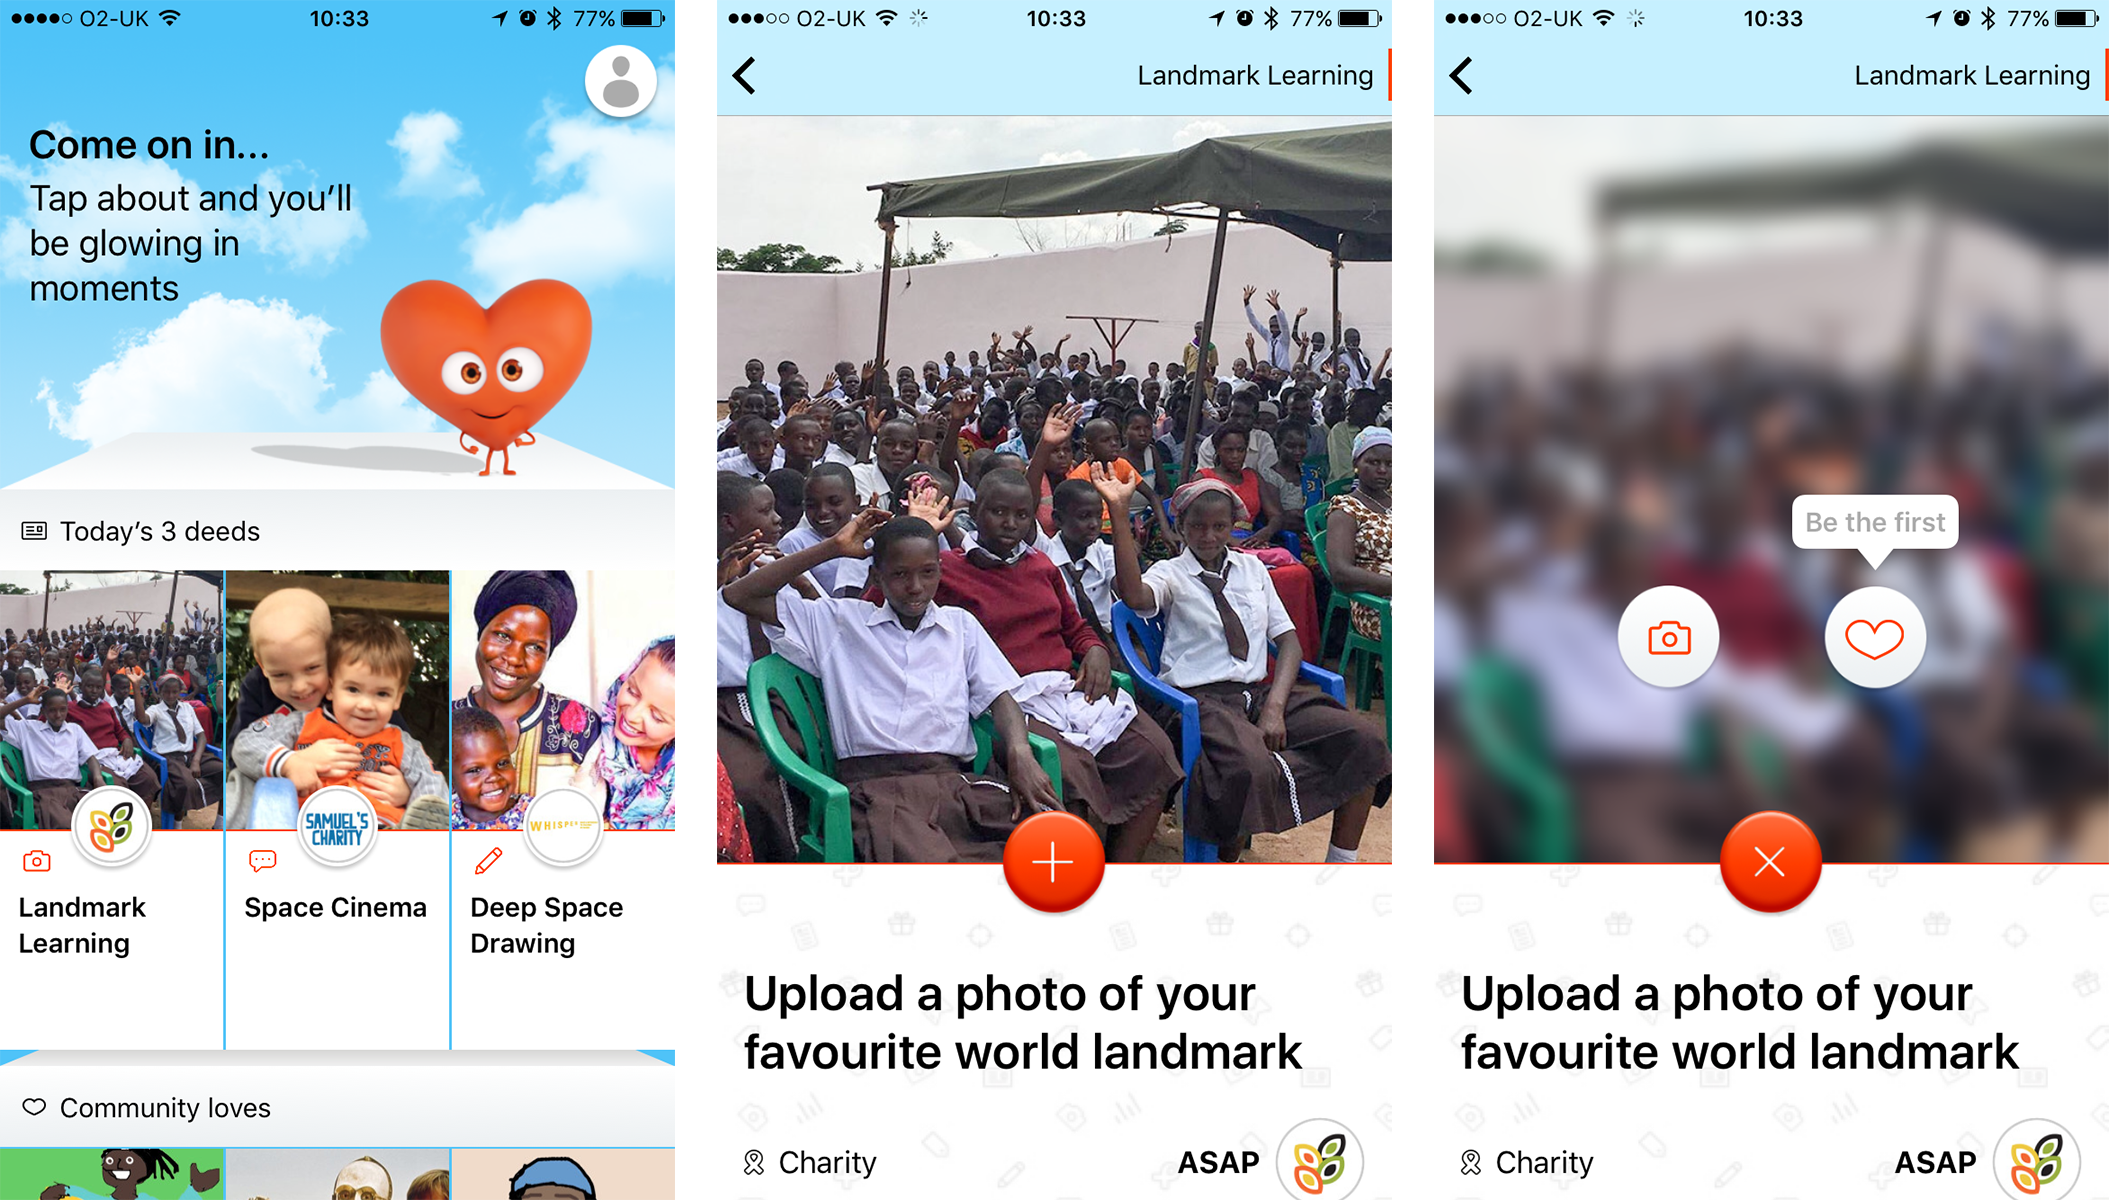 O2-UK
10:33
77%
Come on in...
Tap about and you'll
be glowing in
moments
Today's 3 deeds
SAMUEL'S
CHARITY
WHISPER
Landmark
Learning
Space Cinema
Deep Space
Drawing
Community loves
O2-UK
10:33
77%
Landmark Learning
Upload a photo of your
favourite world landmark
Charity
ASAP
O2-UK
10:33
77%
Landmark Learning
Be the first
Upload a photo of your
favourite world landmark
Charity
ASAP